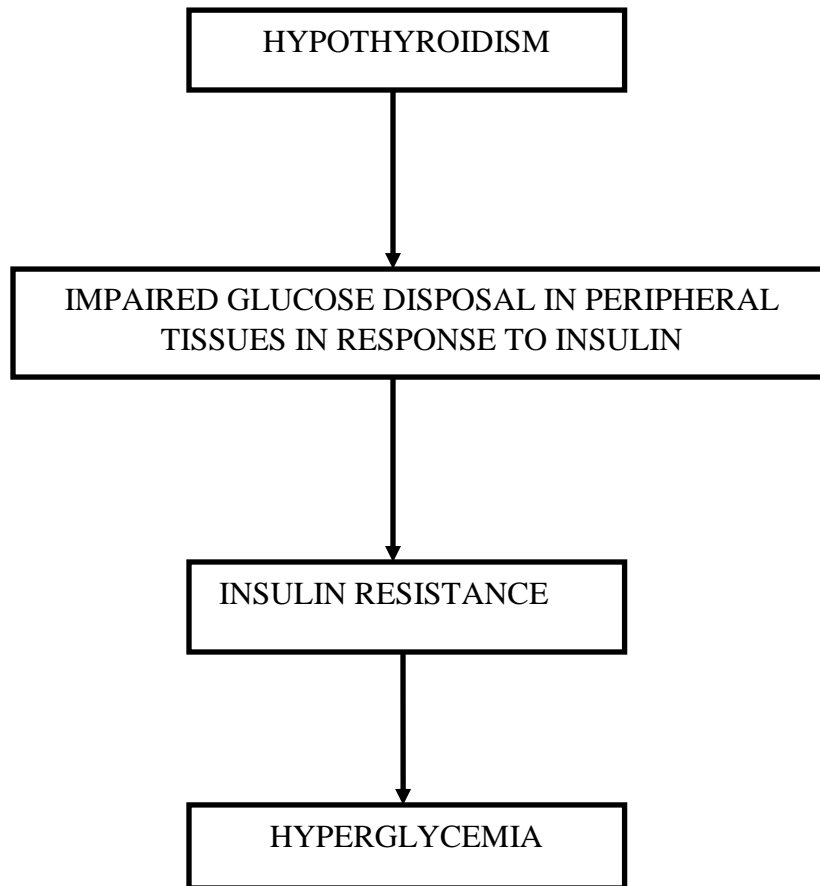 HYPOTHYROIDISM
IMPAIRED GLUCOSE DISPOSAL IN PERIPHERAL
TISSUES IN RESPONSE TO INSULIN
INSULIN RESISTANCE
HYPERGLYCEMIA